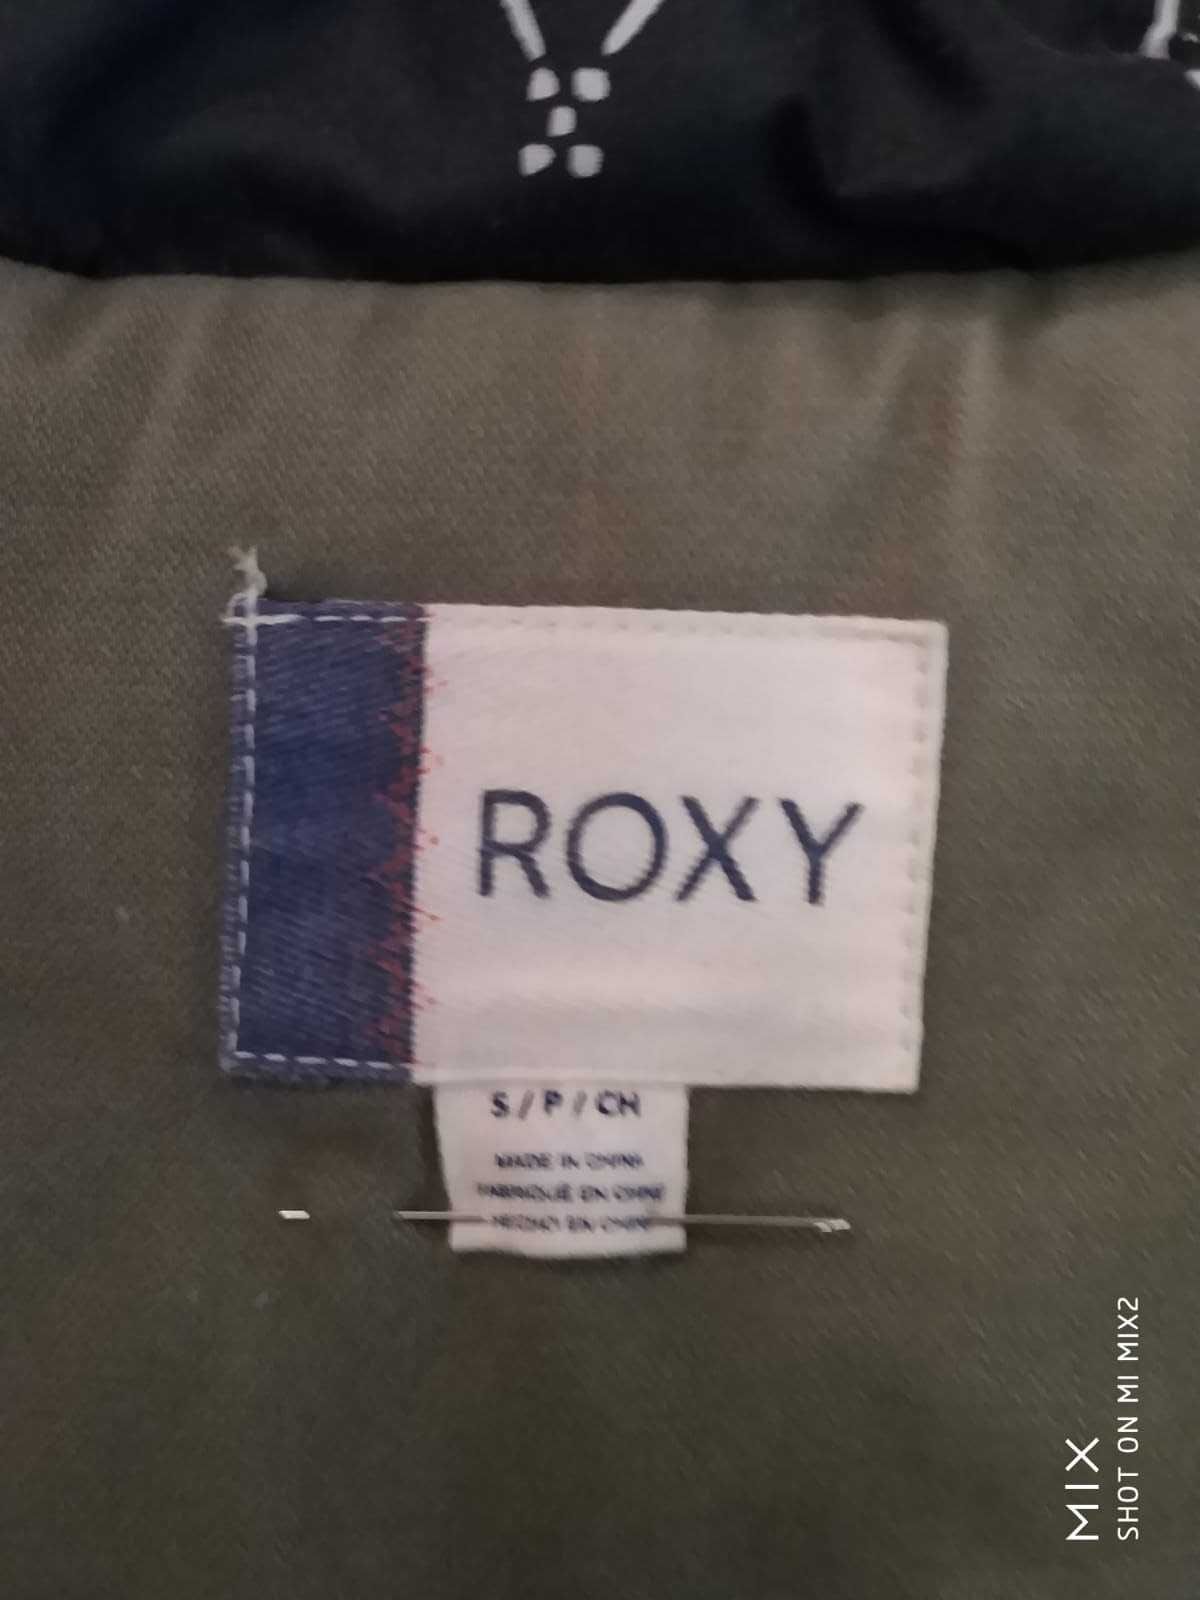 ROXY
S / P / CH
MADE IN CHINA
FABRIQUÉ EN CHINE
HECHO EN CHINA
MIX
SHOT ON MI MIX2